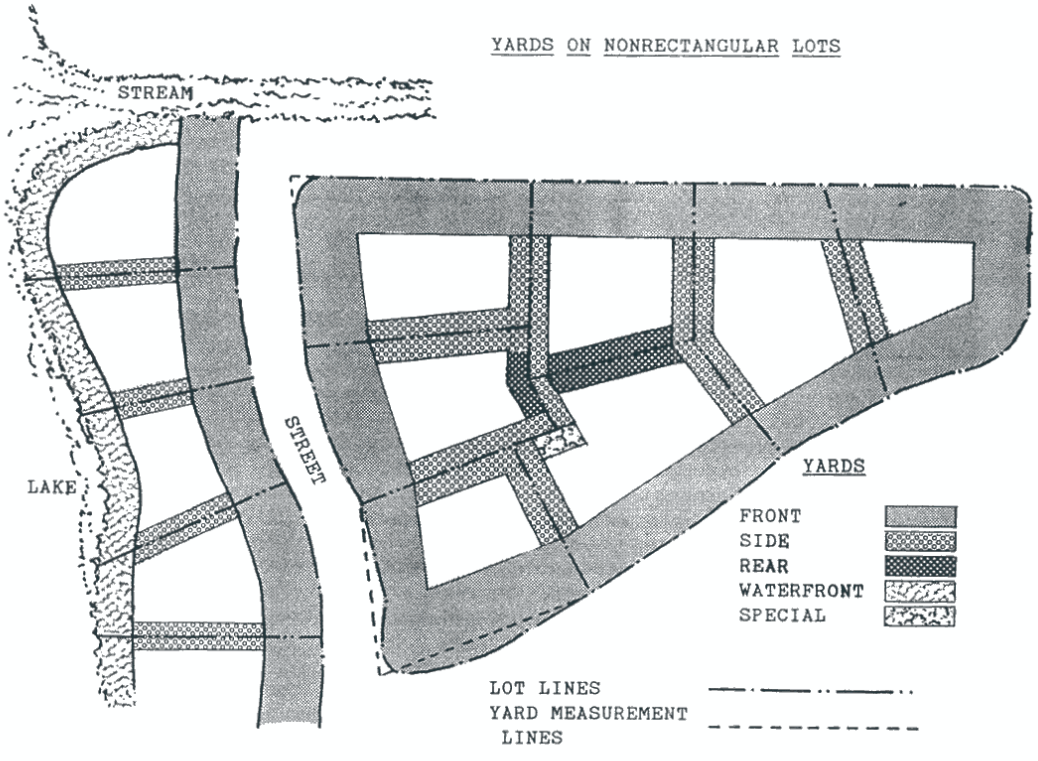 YARDS ON NONRECTANGULAR LOTS
STREAM
STREET
LAKE
YARDS
FRONT
SIDE
REAR
WATERFRONT
SPECIAL
LOT LINES
YARD MEASUREMENT
LINES